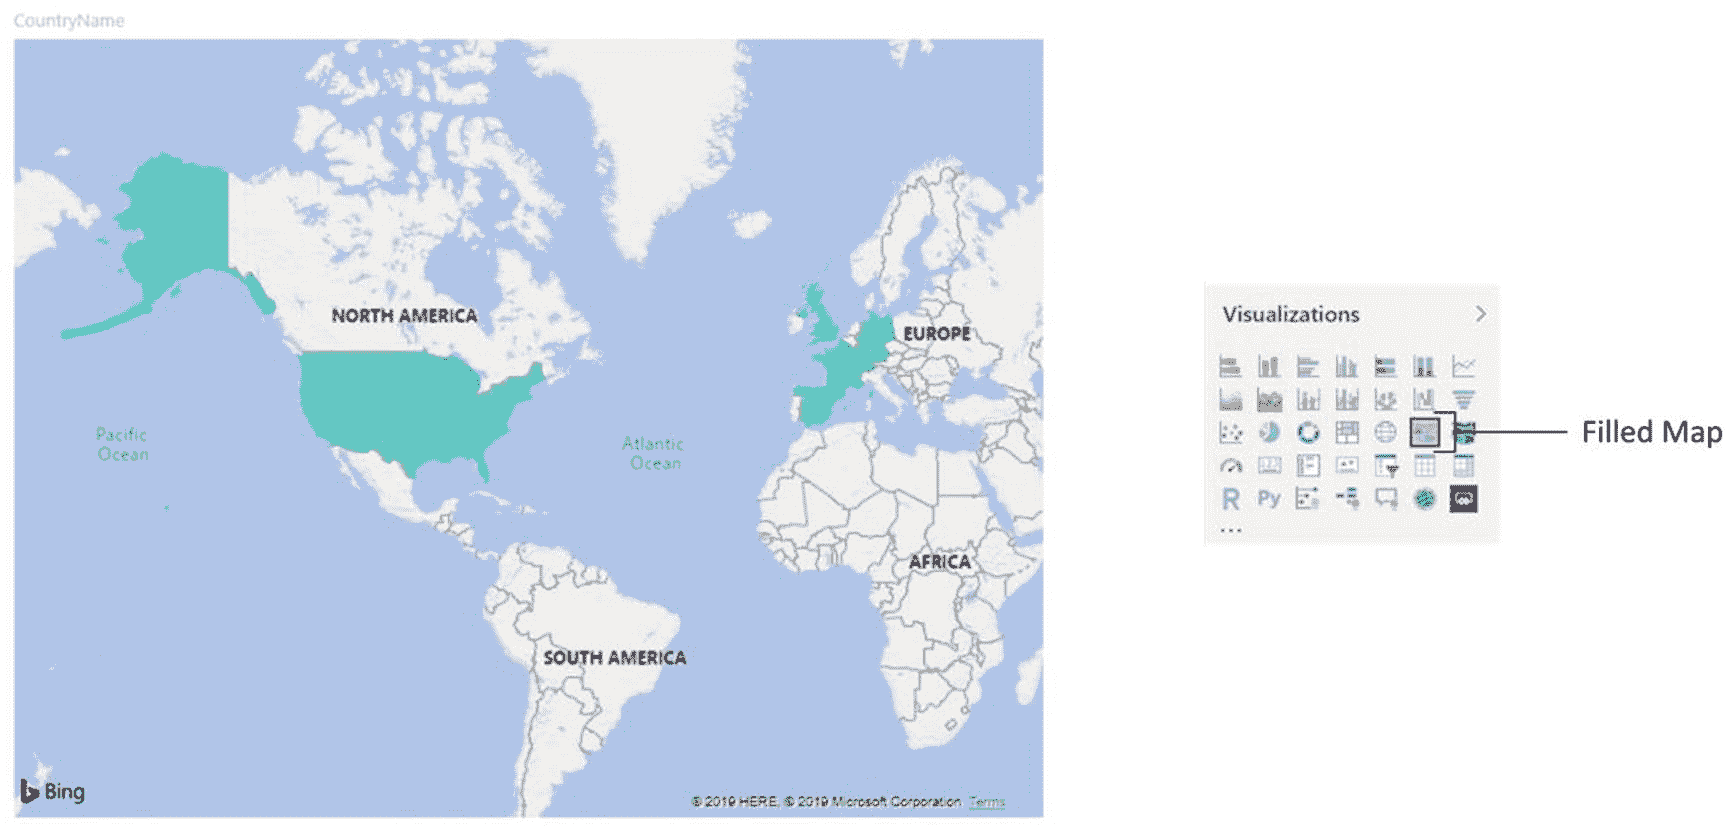 CountryName
NORTH AMERICA
EUROPE
Pacific
Ocean
Atlantic
Ocean
AFRICA
SOUTH AMERICA
Bing
© 2019 HERE, © 2019 Microsoft Corporation Terms
Visualizations
Filled Map
R Py
...